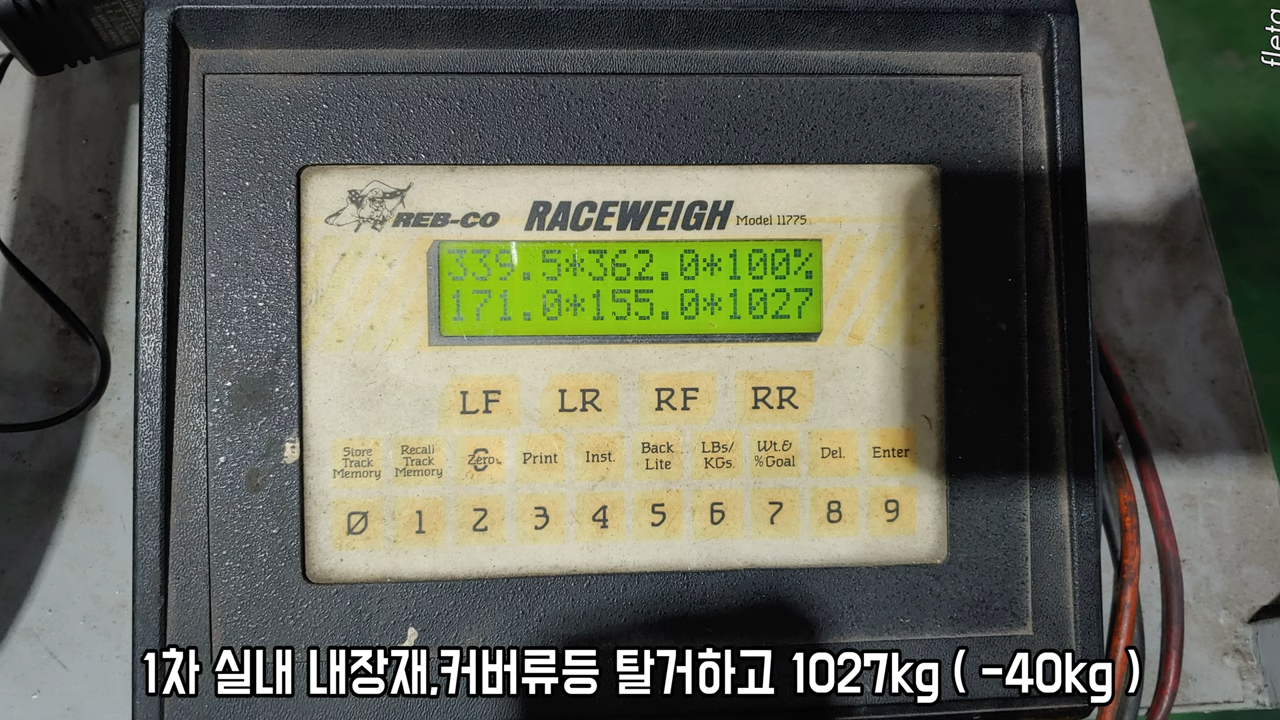 fleta
REB-CO RACEWEIGH Model 11775
339.5*362.0*100%
171.0*155.0*1027
LF LR RF RR
Store Track Memory Recall Track Memory Zero Print Inst. Back Lite LBs/ KGs Wt.& %Goal Del. Enter
0 1 2 3 4 5 6 7 8 9
1차 실내 내장재,커버류등 탈거하고 1027kg ( -40kg )